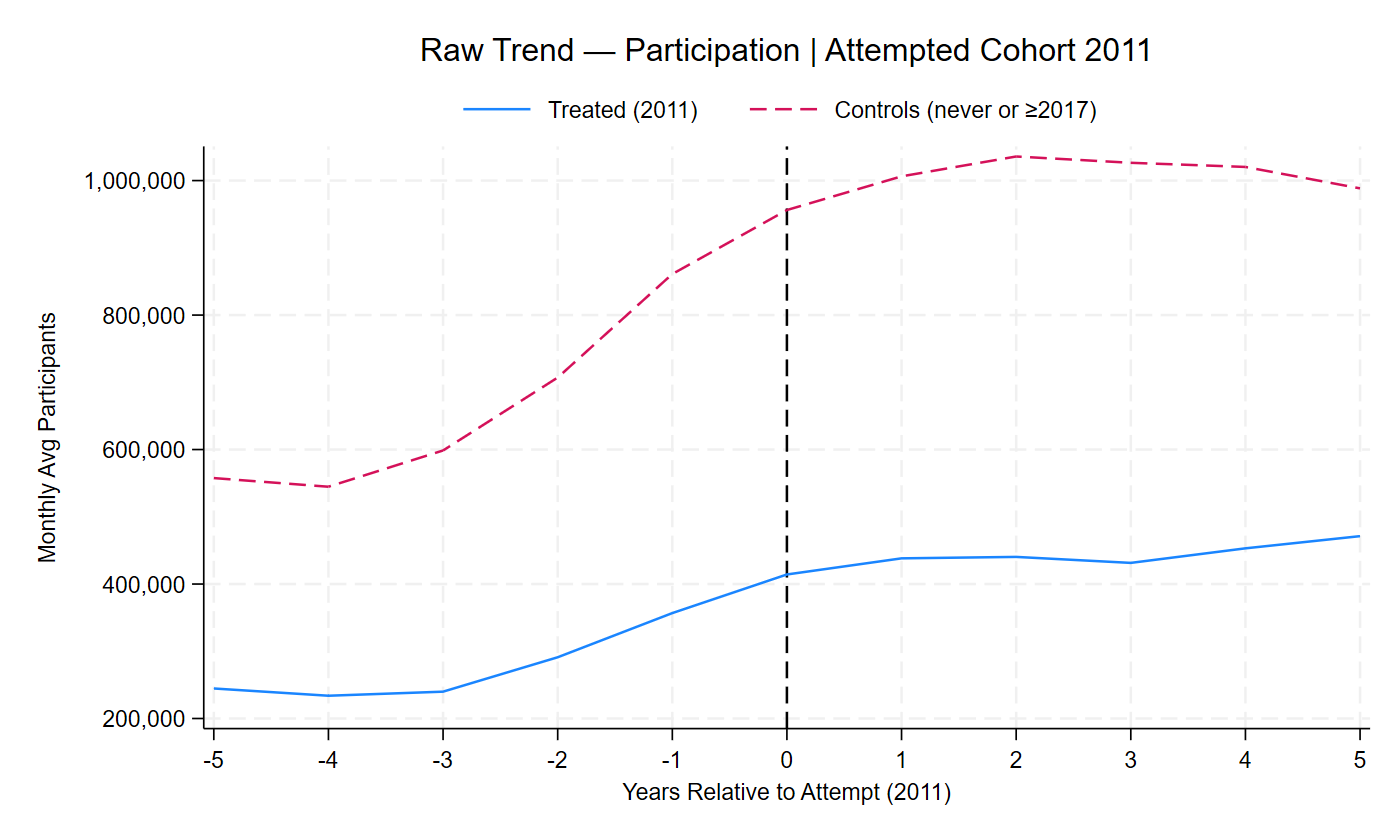 Raw Trend — Participation | Attempted Cohort 2011
Treated (2011)
Controls (never or ≥2017)
1,000,000
800,000
600,000
400,000
200,000
Monthly Avg Participants
-5 -4 -3 -2 -1 0 1 2 3 4 5
Years Relative to Attempt (2011)